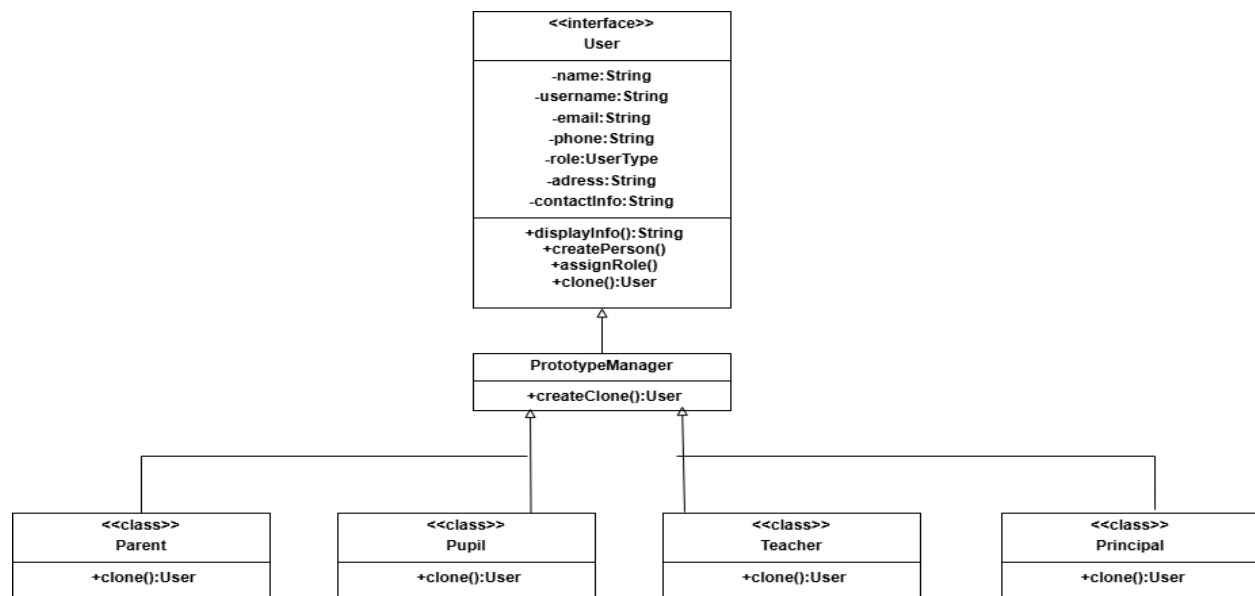 <<interface>>
User
-name:String
-username:String
-email:String
-phone:String
-role:UserType
-adress:String
-contactInfo:String
+displayInfo():String
+createPerson()
+assignRole()
+clone():User
PrototypeManager
+createClone():User
<<class>>
Parent
+clone():User
<<class>>
Pupil
+clone():User
<<class>>
Teacher
+clone():User
<<class>>
Principal
+clone():User